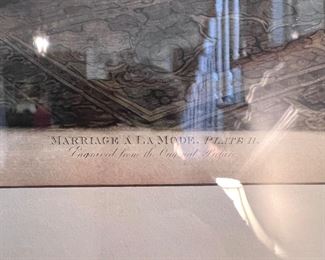 MARRIAGE À LA MODE, PLATE II.
Engraved from the Original Picture